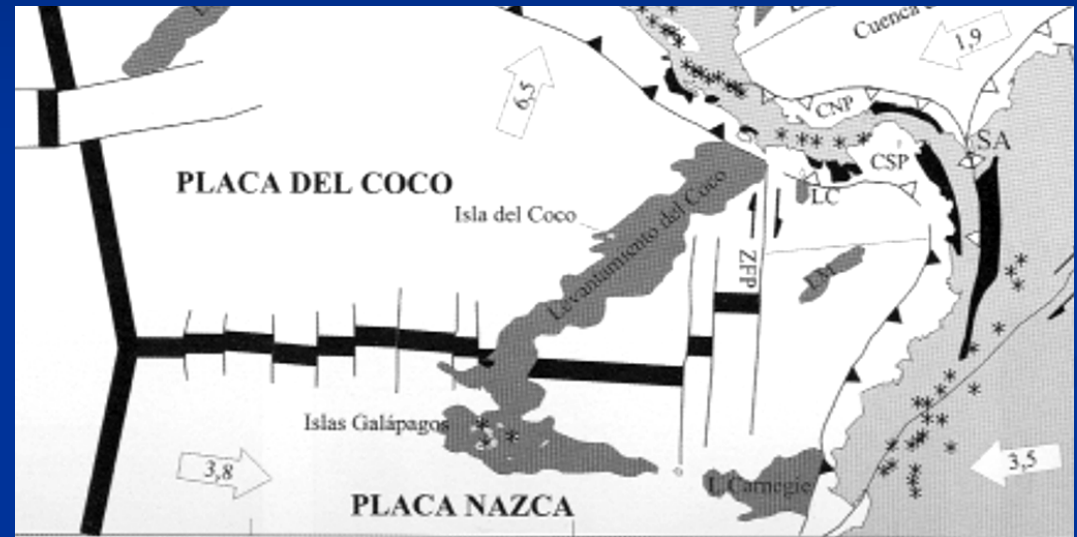 Cuenca
1,9
6,5
CNP
SA
CSP
PLACA DEL COCO
LC
Isla del Coco
Levantamiento del Coco
ZFP
LM
Islas Galápagos
3,8
3,5
L Carnegie
PLACA NAZCA